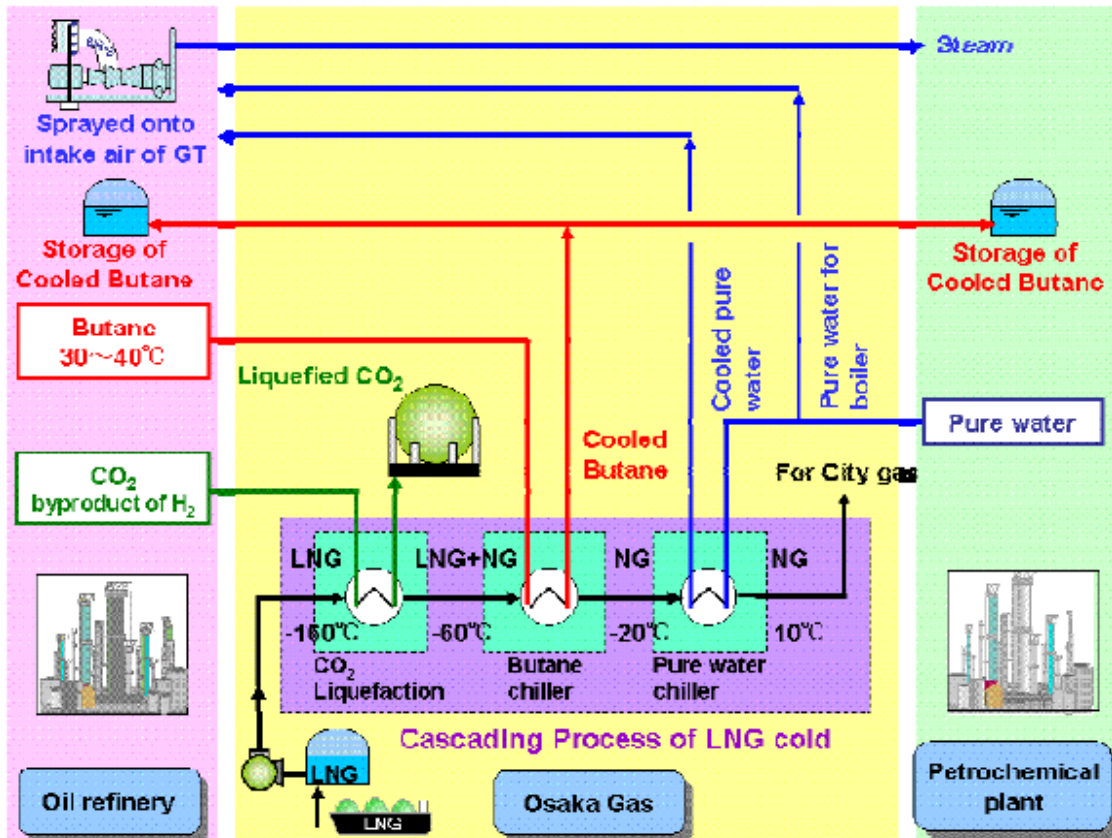 Steam
Sprayed onto
intake air of GT
Storage of
Cooled Butane
Storage of
Cooled Butane
Butane
30～40℃
Liquefied CO₂
Cooled pure
water
Pure water for
boiler
Pure water
Cooled
Butane
For City gas
CO₂
byproduct of H₂
LNG
LNG+NG
NG
NG
-160℃
-60℃
-20℃
10℃
CO₂
Liquefaction
Butane
chiller
Pure water
chiller
Cascading Process of LNG cold
LNG
LNG
Oil refinery
Osaka Gas
Petrochemical
plant